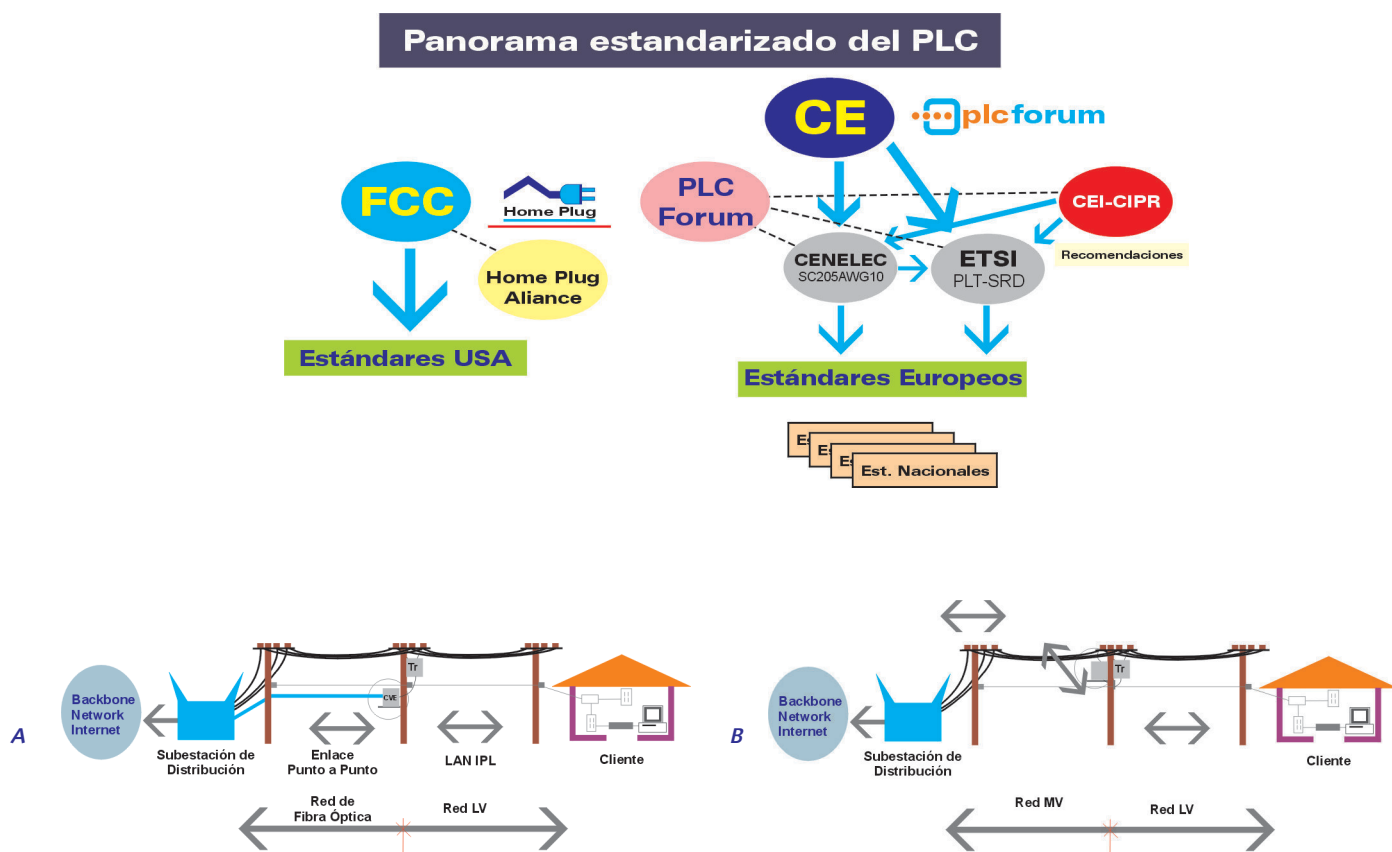 Panorama estandarizado del PLC
CE
plcforum
FCC
Home Plug
PLC
Forum
CEI-CIPR
Recomendaciones
Home Plug
Aliance
CENELEC
SC205AWG10
ETSI
PLT-SRD
Estándares USA
Estándares Europeos
Es
Es
Es
Est. Nacionales
A
Backbone
Network
Internet
Subestación de
Distribución
CVE
Tr
Enlace
Punto a Punto
LAN IPL
Cliente
Red de
Fibra Óptica
Red LV
B
Backbone
Network
Internet
Subestación de
Distribución
Tr
Cliente
Red MV
Red LV